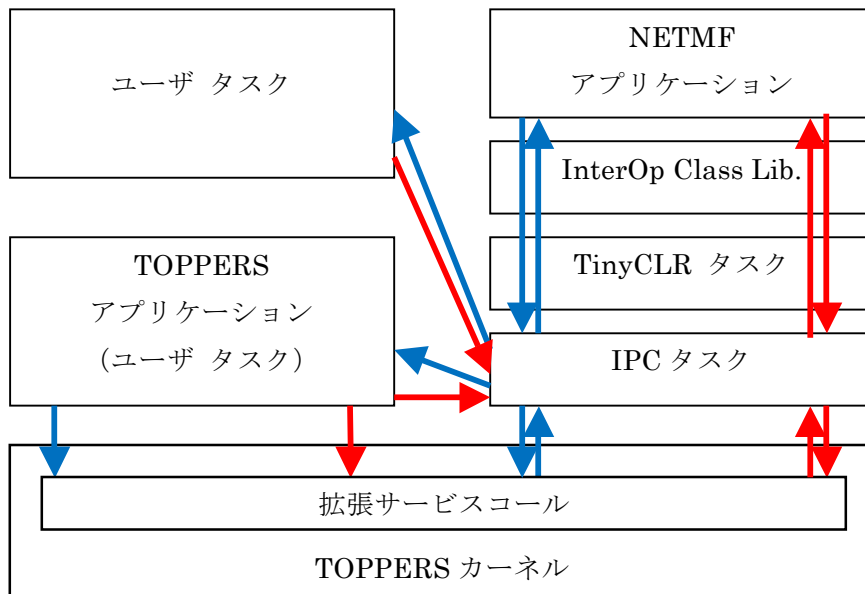 ユーザ タスク
NETMF
アプリケーション
InterOp Class Lib.
TOPPERS
アプリケーション
（ユーザ タスク）
TinyCLR タスク
IPC タスク
拡張サービスコール
TOPPERS カーネル